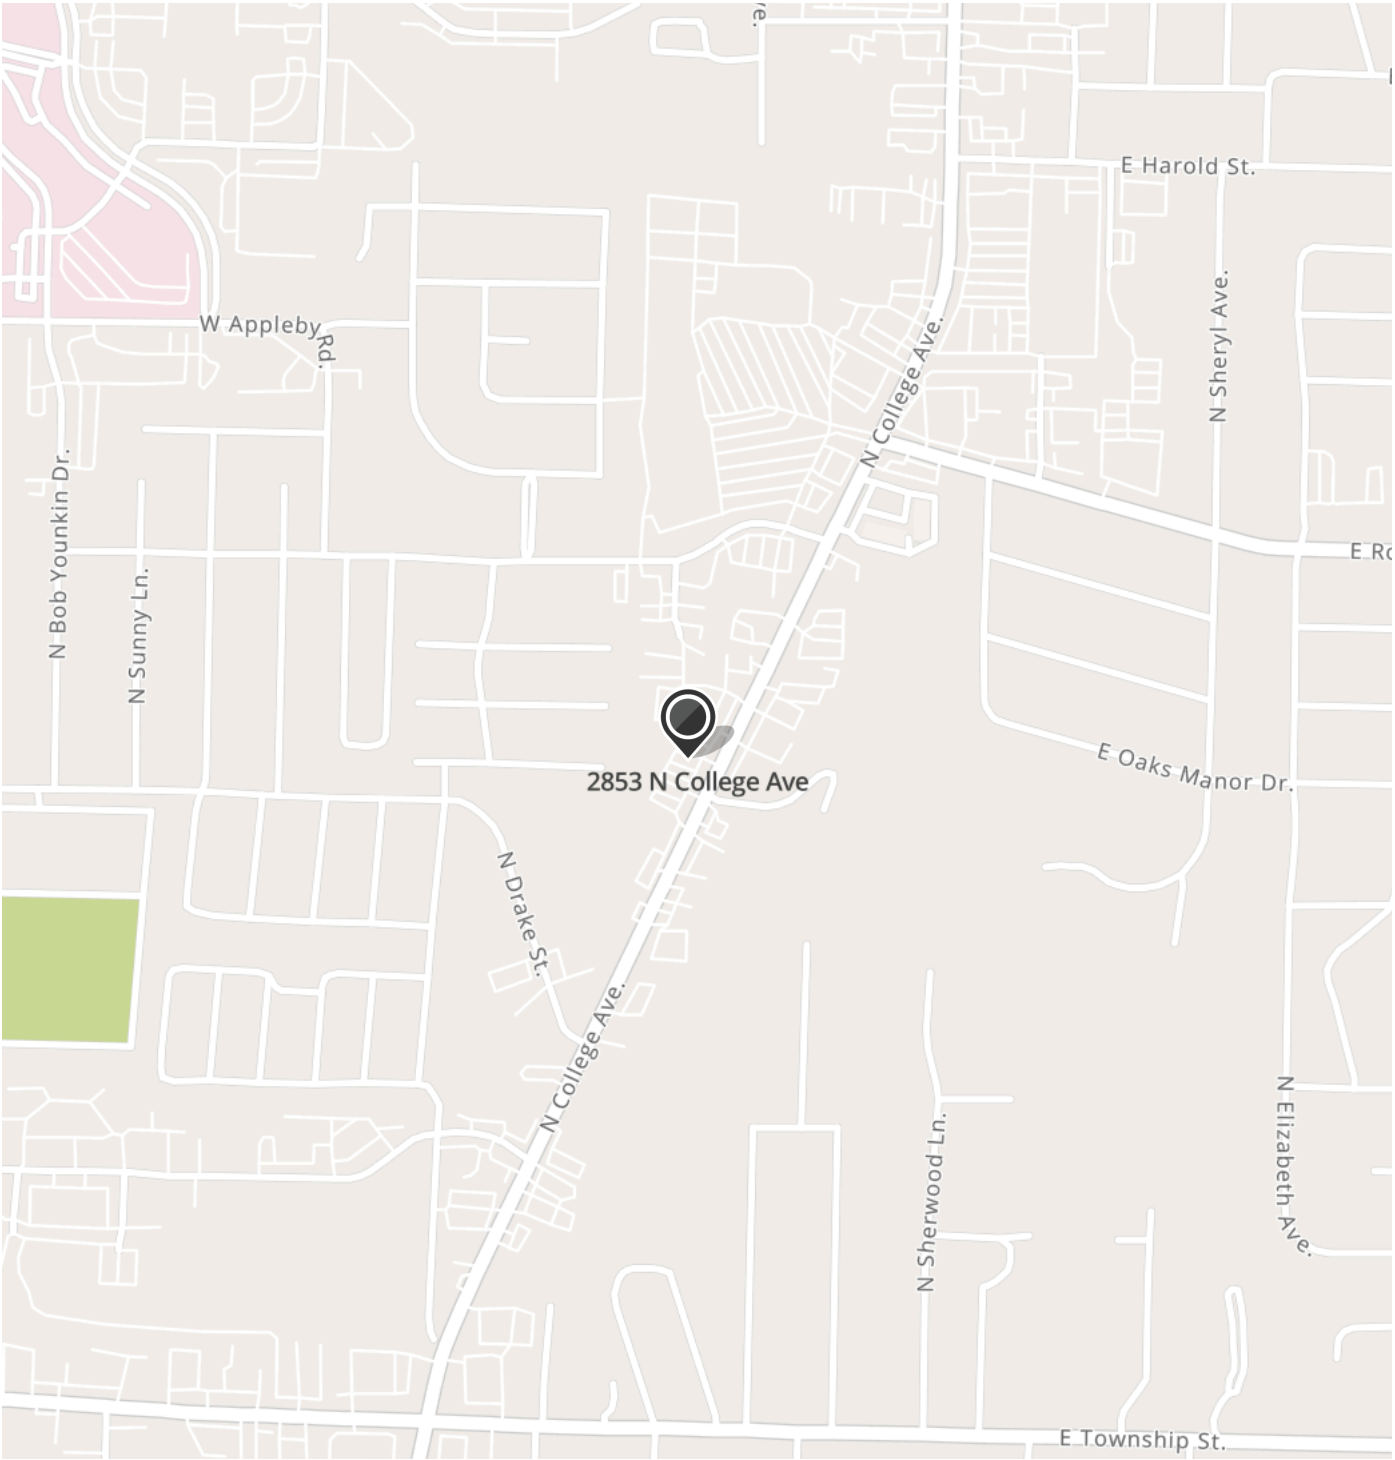 E Harold St.
W Appleby Rd.
N College Ave.
N Sheryl Ave.
N Bob Younkin Dr.
N Sunny Ln.
E Oaks Manor Dr.
2853 N College Ave
N Drake St.
N College Ave.
N Sherwood Ln.
N Elizabeth Ave.
E Township St.